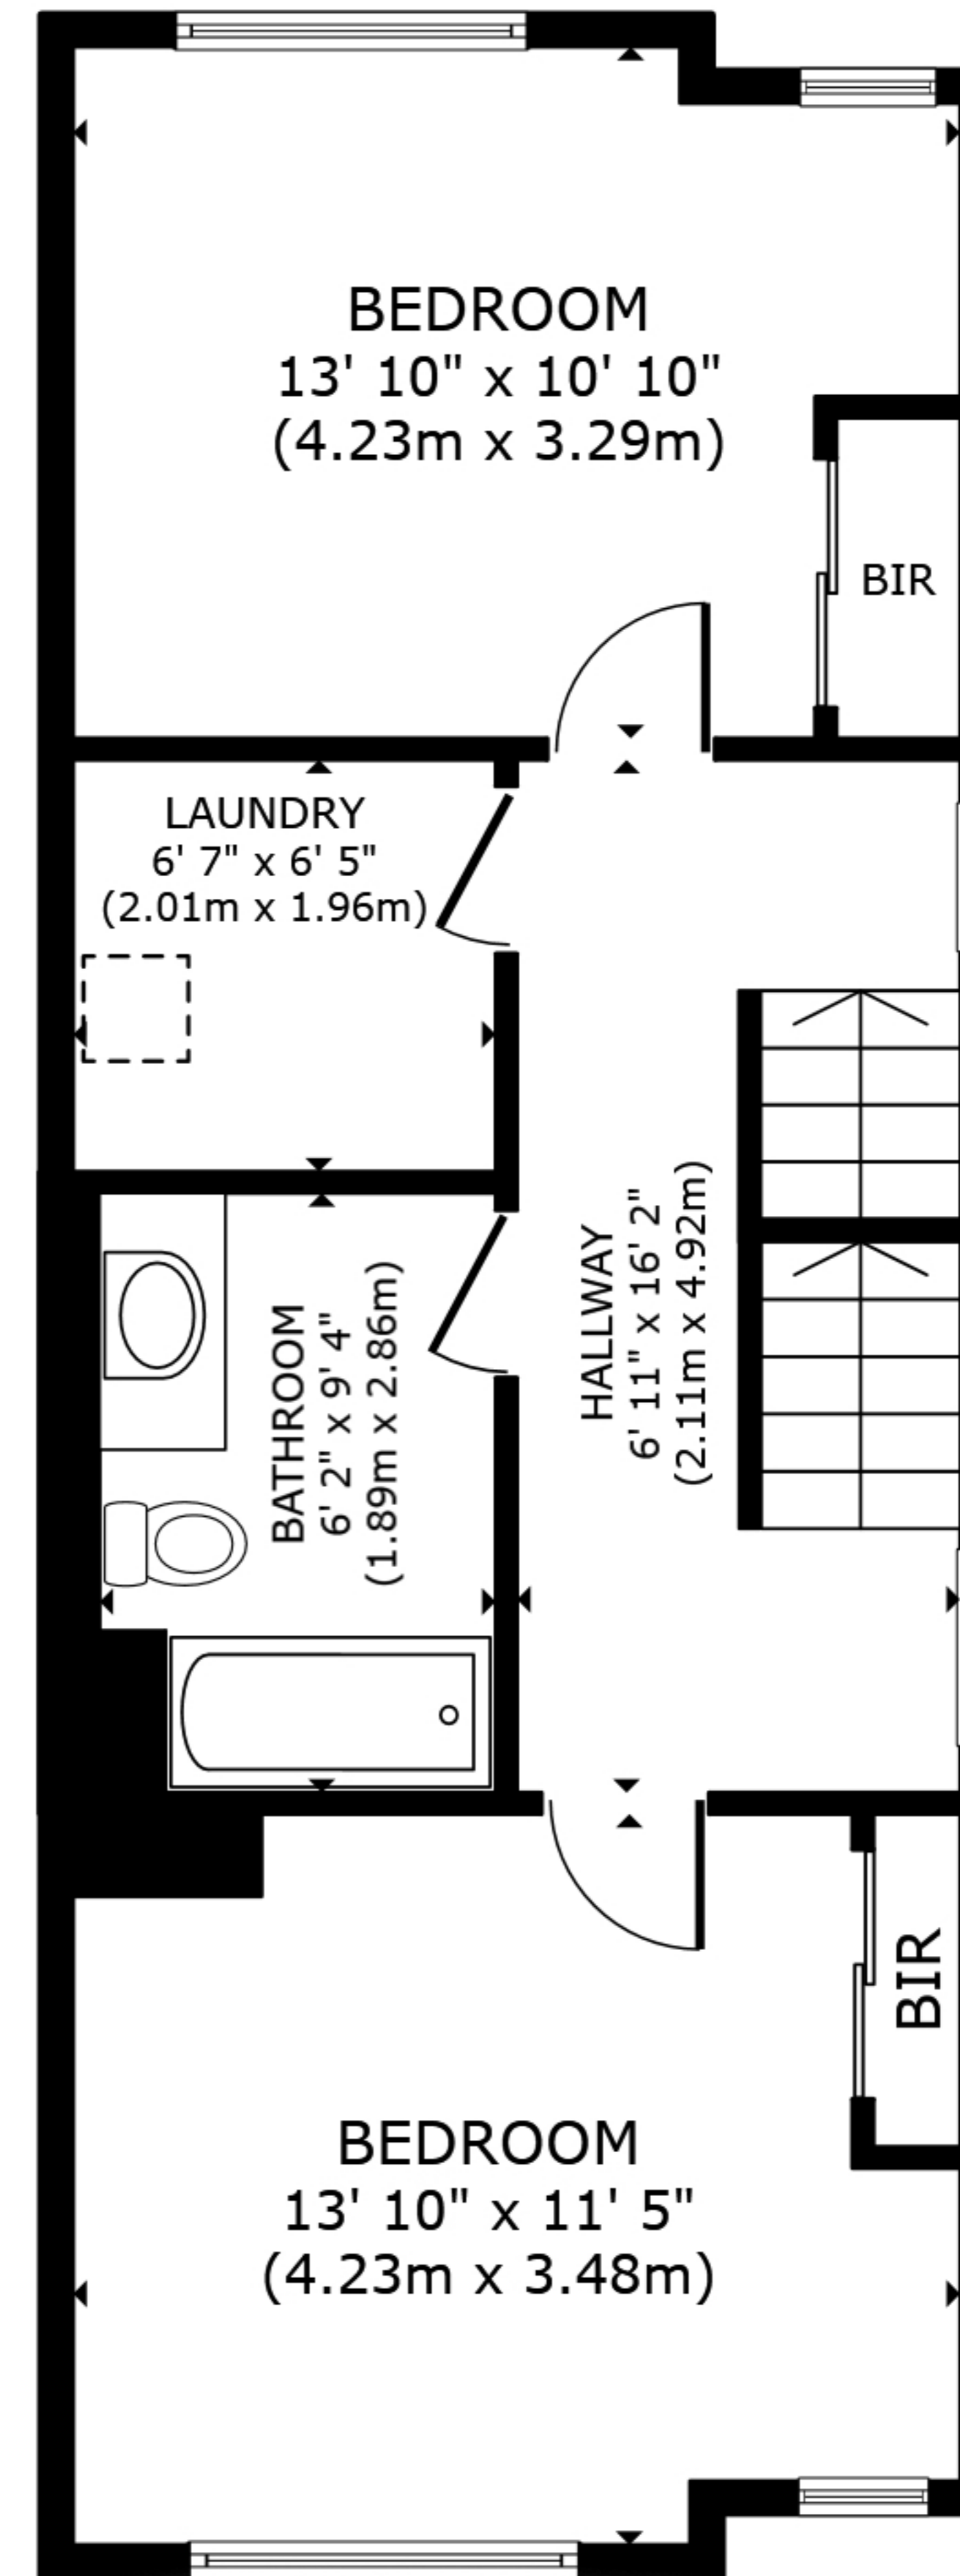 BEDROOM
13' 10" x 10' 10"
(4.23m x 3.29m)
BIR
LAUNDRY
6' 7" x 6' 5"
(2.01m x 1.96m)
HALLWAY
6' 11" x 16' 2"
(2.11m x 4.92m)
BATHROOM
6' 2" x 9' 4"
(1.89m x 2.86m)
BIR
BEDROOM
13' 10" x 11' 5"
(4.23m x 3.48m)